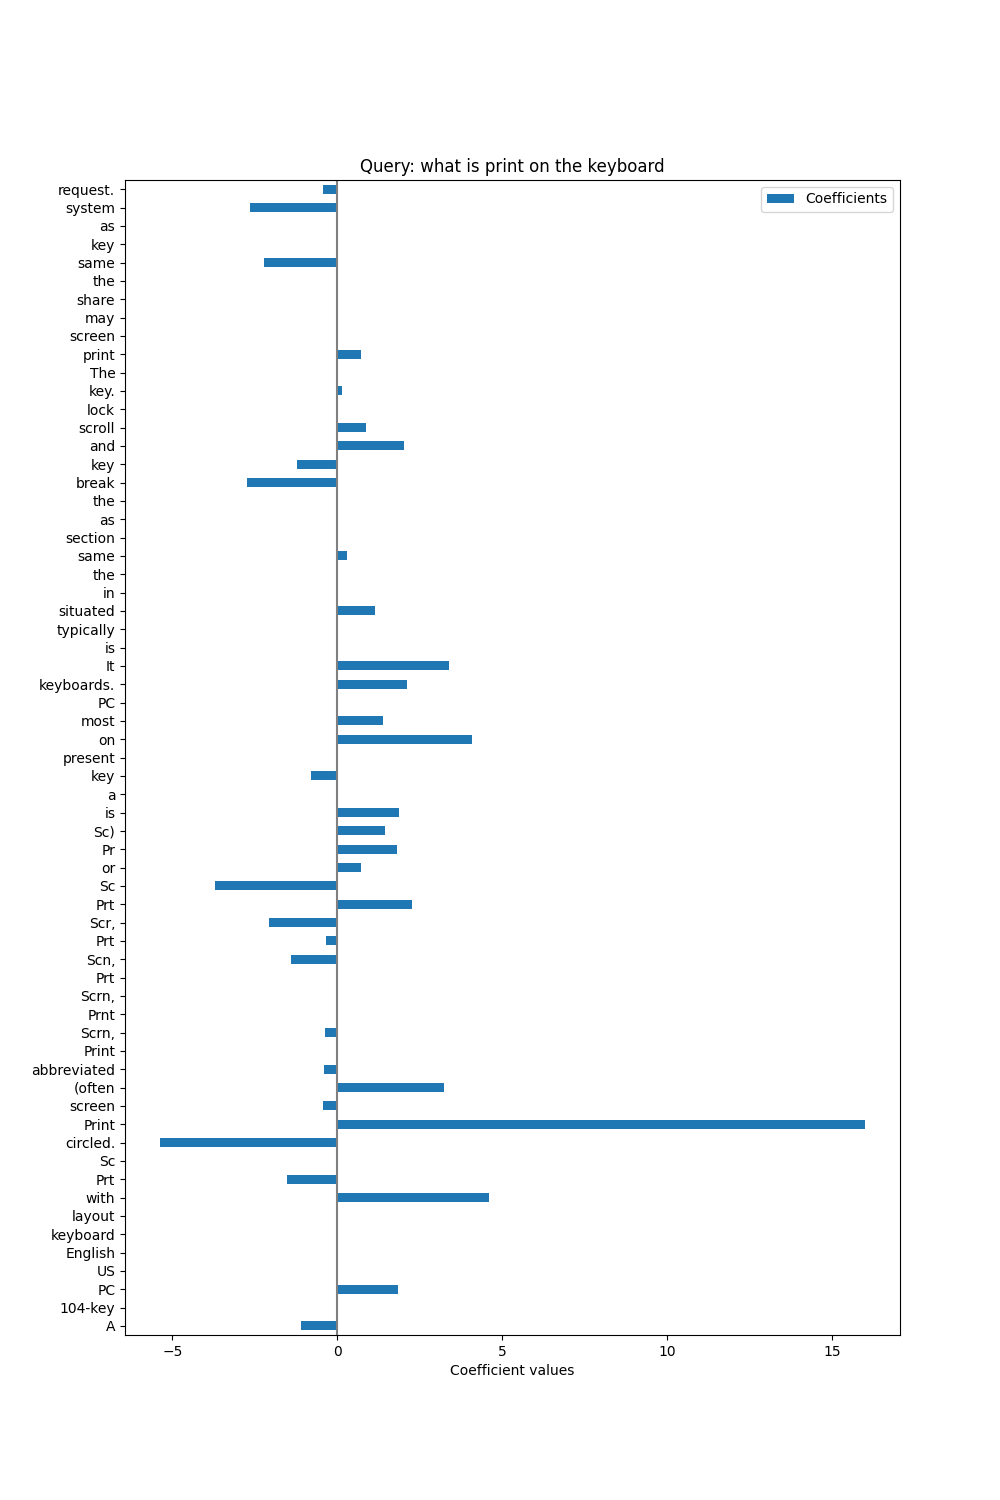 Query: what is print on the keyboard
Coefficients
request.
system
as
key
same
the
share
may
screen
print
The
key.
lock
scroll
and
key
break
the
as
section
same
the
in
situated
typically
is
It
keyboards.
PC
most
on
present
key
a
is
Sc)
Pr
or
Sc
Prt
Scr,
Prt
Scn,
Prt
Scrn,
Prnt
Scrn,
Print
abbreviated
(often
screen
Print
circled.
Sc
Prt
with
layout
keyboard
English
US
PC
104-key
A
−5 0 5 10 15
Coefficient values